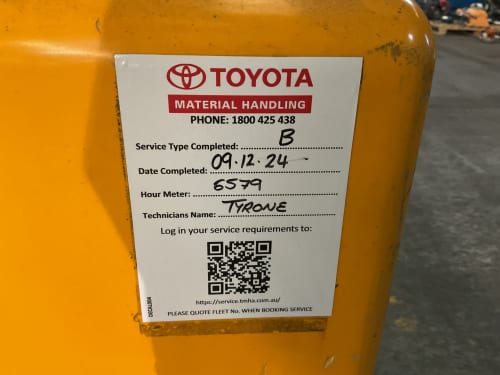 TOYOTA
MATERIAL HANDLING
PHONE: 1800 425 438
Service Type Completed: B
Date Completed: 09.12.24
Hour Meter: 6579
Technicians Name: TYRONE
Log in your service requirements to:
https://service.tmha.com.au/
PLEASE QUOTE FLEET No. WHEN BOOKING SERVICE